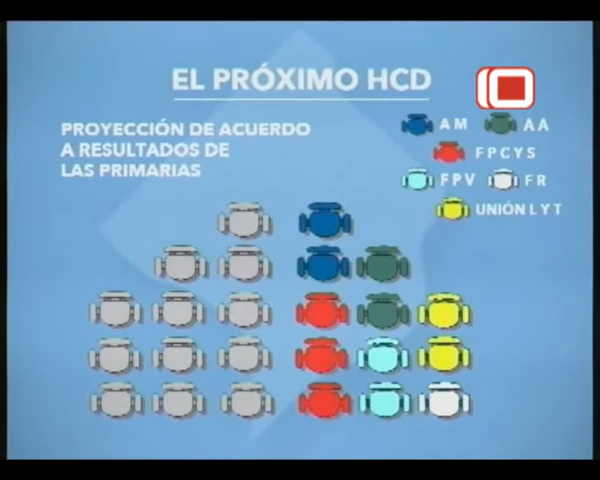 EL PRÓXIMO HCD
PROYECCIÓN DE ACUERDO
A RESULTADOS DE
LAS PRIMARIAS
AM AA
FPCYS
FPV FR
UNIÓN LYT